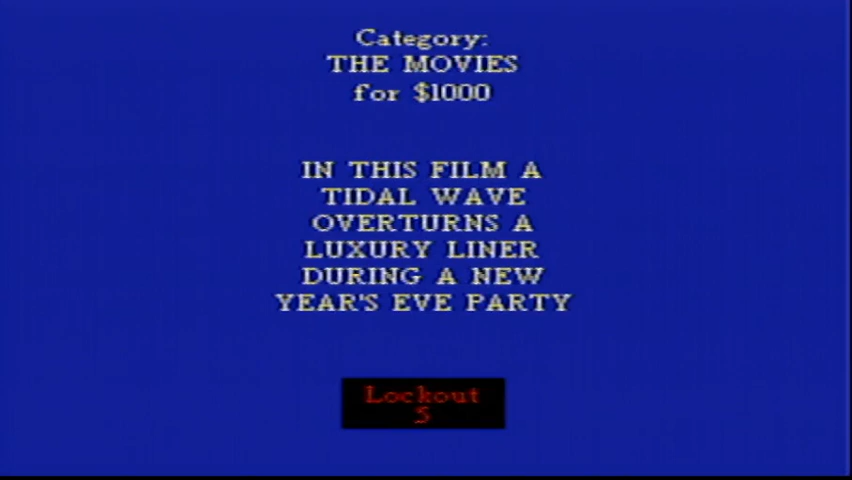 Category:
THE MOVIES
for $1000
IN THIS FILM A
TIDAL WAVE
OVERTURNS A
LUXURY LINER
DURING A NEW
YEAR'S EVE PARTY
Lockout
5